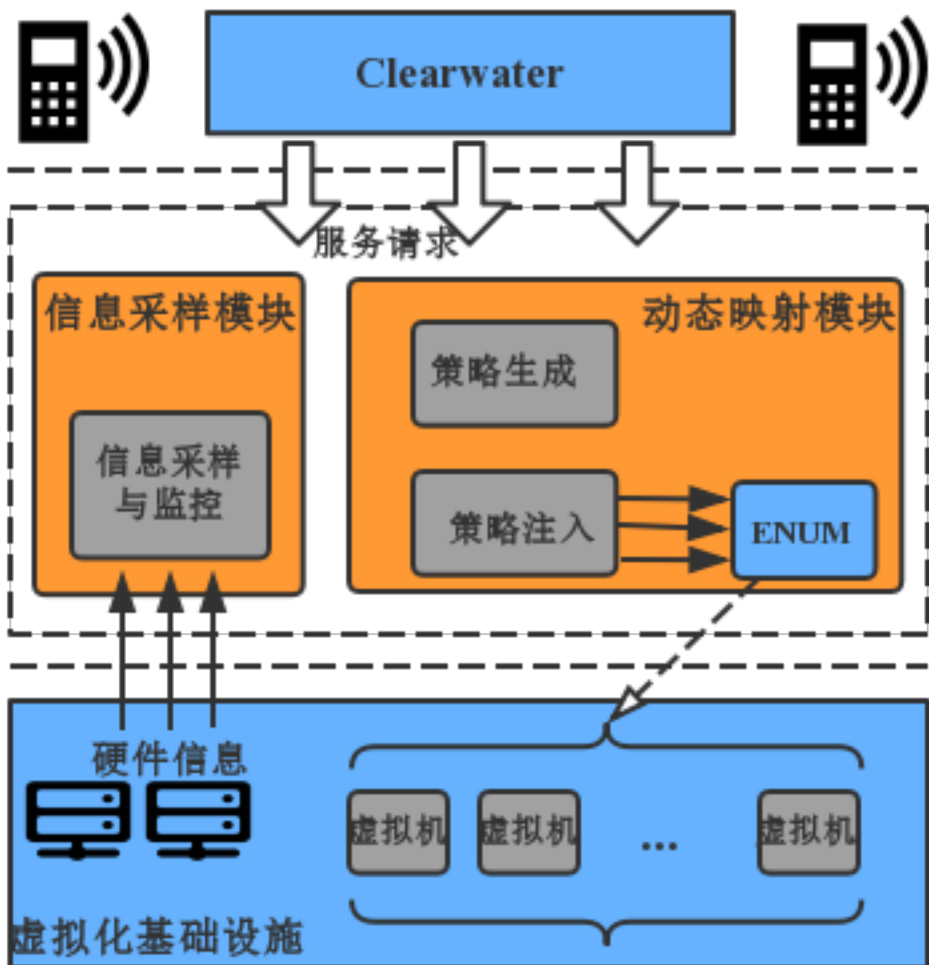 Clearwater
服务请求
信息采样模块
动态映射模块
策略生成
信息采样
与监控
策略注入
ENUM
硬件信息
虚拟机
虚拟机
...
虚拟机
虚拟化基础设施